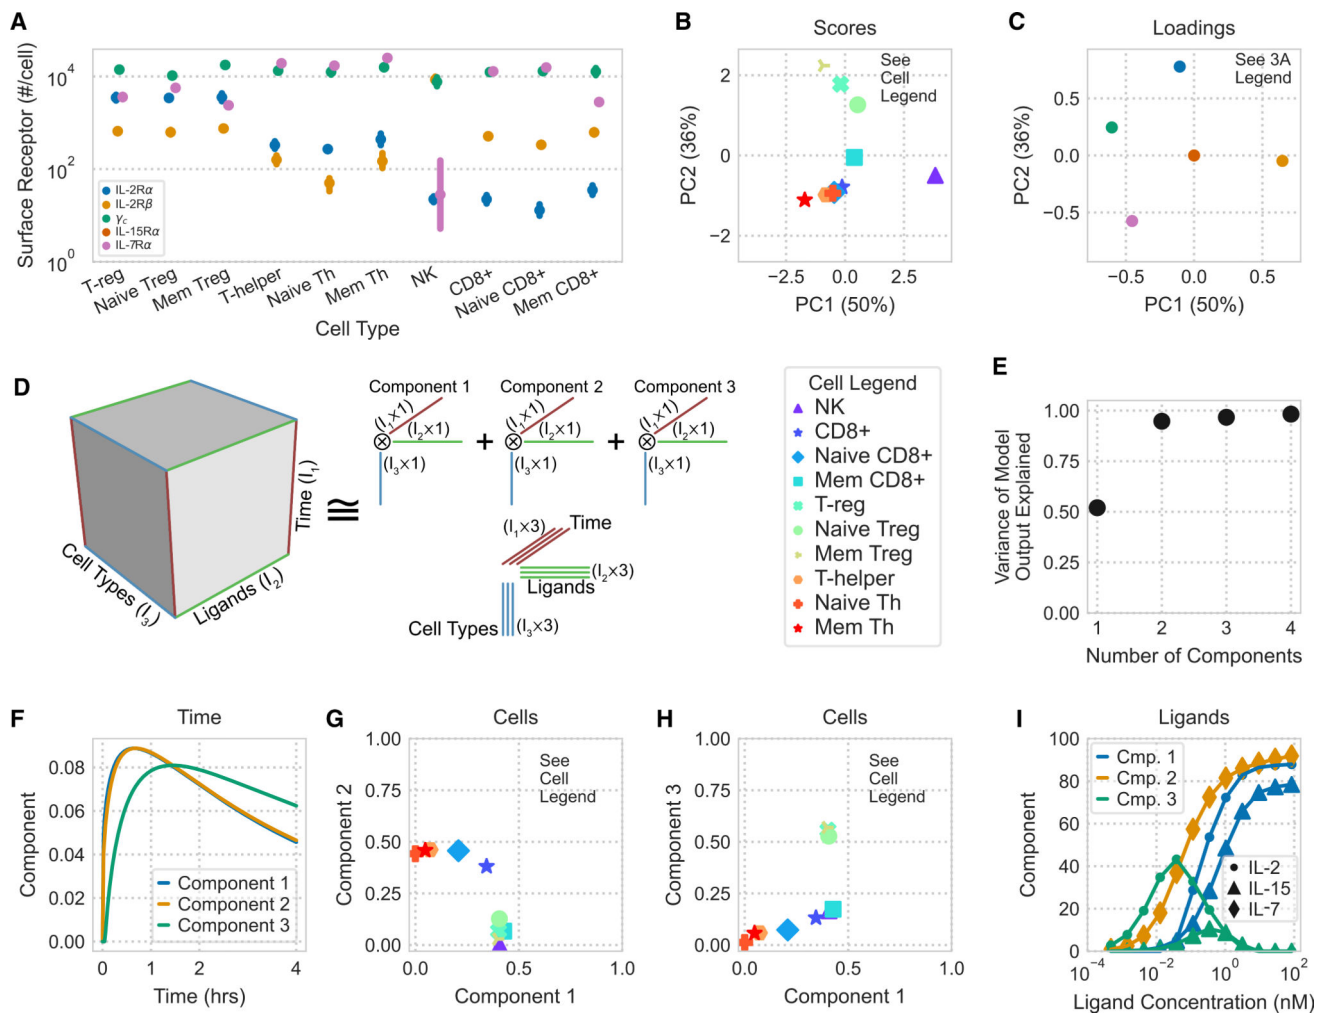 A
Surface Receptor (#/cell)
10⁴
10²
10⁰
IL-2Rα
IL-2Rβ
γc
IL-15Rα
IL-7Rα
T-reg
Naive Treg
Mem Treg
T-helper
Naive Th
Mem Th
NK
CD8+
Naive CD8+
Mem CD8+
Cell Type
B
Scores
See
Cell
Legend
PC2 (36%)
2
0
−2
−2.5
0.0
2.5
PC1 (50%)
C
Loadings
See 3A
Legend
PC2 (36%)
0.5
0.0
−0.5
−0.5
0.0
0.5
PC1 (50%)
D
Time (I₁)
Cell Types (I₃)
Ligands (I₂)
≅
Component 1
(I₁×1)
(I₂×1)
(I₃×1)
+
Component 2
(I₁×1)
(I₂×1)
(I₃×1)
+
Component 3
(I₁×1)
(I₂×1)
(I₃×1)
(I₁×3)
Time
(I₂×3)
Ligands
Cell Types
(I₃×3)
Cell Legend
NK
CD8+
Naive CD8+
Mem CD8+
T-reg
Naive Treg
Mem Treg
T-helper
Naive Th
Mem Th
E
Variance of Model
Output Explained
1.00
0.75
0.50
0.25
0.00
1
2
3
4
Number of Components
F
Time
Component
0.08
0.06
0.04
0.02
0.00
Component 1
Component 2
Component 3
0
1
2
4
Time (hrs)
G
Cells
See
Cell
Legend
Component 2
1.00
0.75
0.50
0.25
0.00
0.0
0.5
1.0
Component 1
H
Cells
See
Cell
Legend
Component 3
1.00
0.75
0.50
0.25
0.00
0.0
0.5
1.0
Component 1
I
Ligands
Component
100
80
60
40
20
0
Cmp. 1
Cmp. 2
Cmp. 3
IL-2
IL-15
IL-7
10⁻⁴
10⁻²
10⁰
10²
Ligand Concentration (nM)